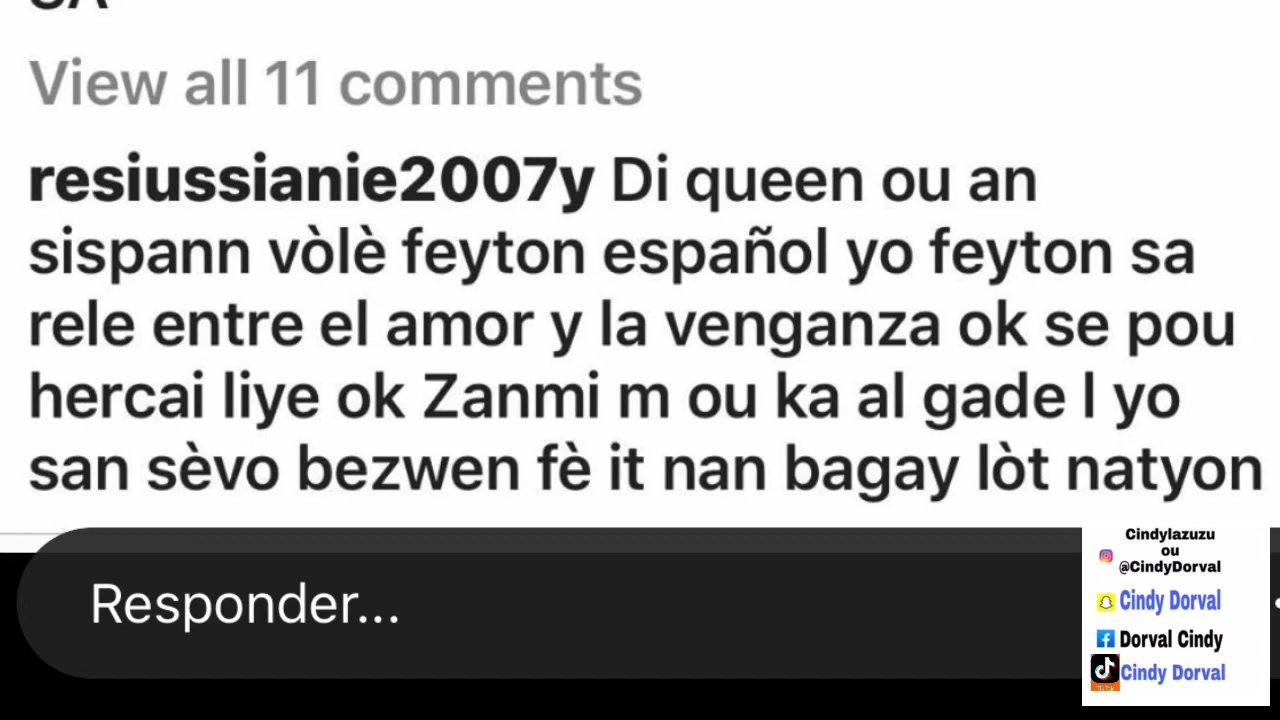 View all 11 comments
resiussianie2007y Di queen ou an
sispann vòlè feyton español yo feyton sa
rele entre el amor y la venganza ok se pou
hercai liye ok Zanmi m ou ka al gade l yo
san sèvo bezwen fè it nan bagay lòt natyon
Responder...
Cindylazuzu
ou
@CindyDorval
Cindy Dorval
Dorval Cindy
Cindy Dorval